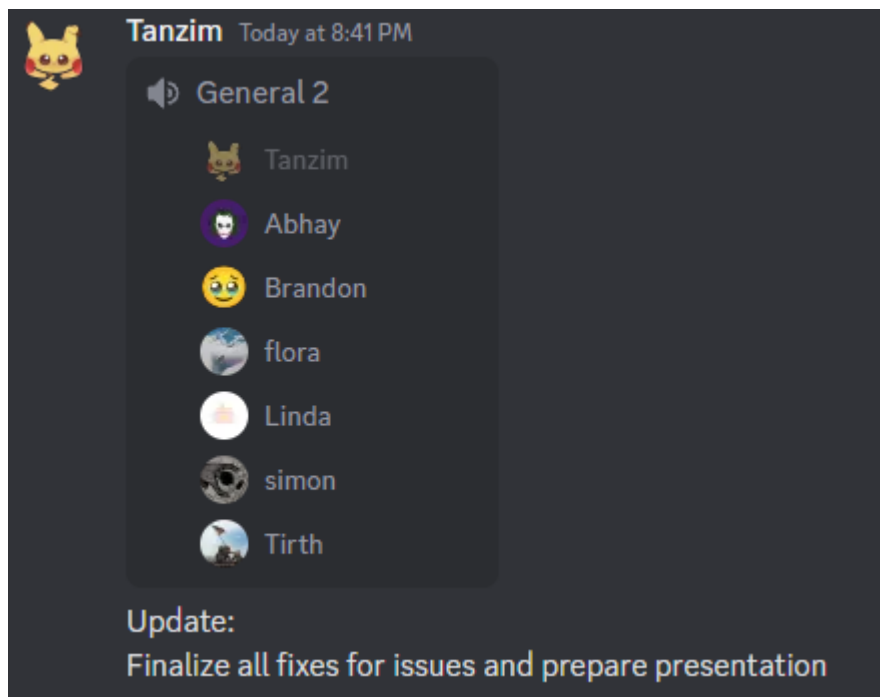 Tanzim Today at 8:41 PM
General 2
Tanzim
Abhay
Brandon
flora
Linda
simon
Tirth
Update:
Finalize all fixes for issues and prepare presentation